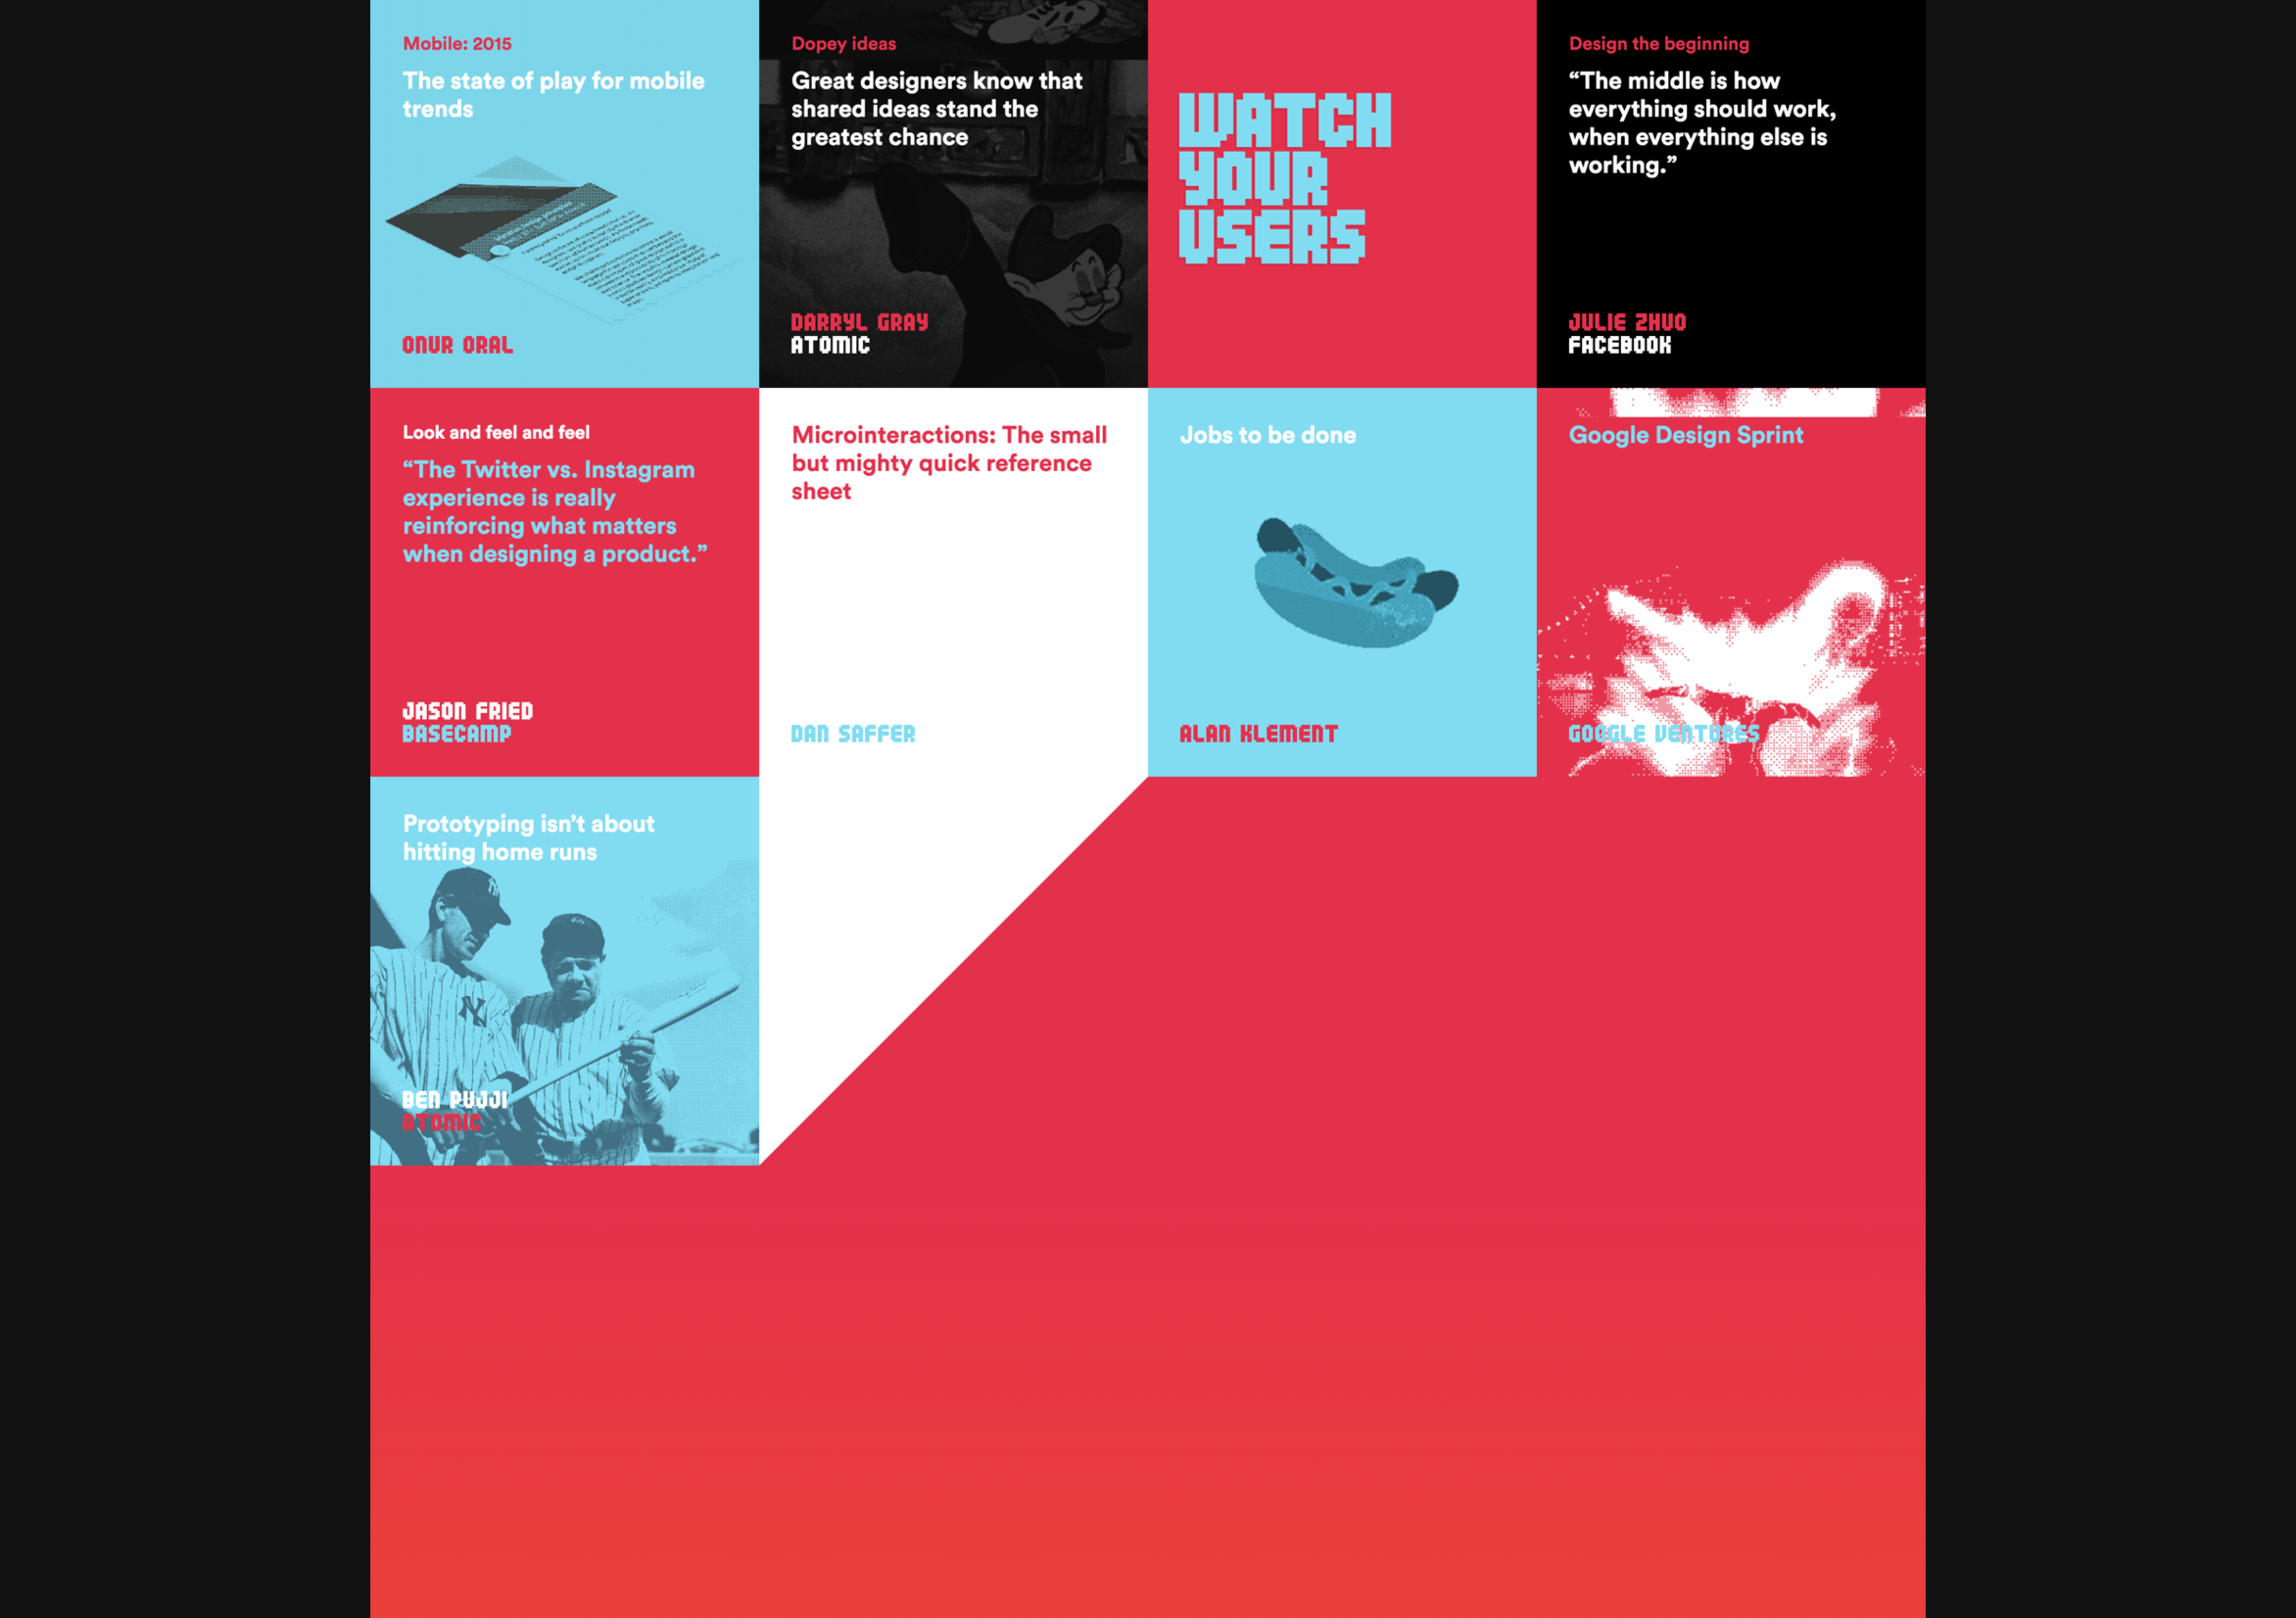 Mobile: 2015
The state of play for mobile
trends
ONUR ORAL
Dopey ideas
Great designers know that
shared ideas stand the
greatest chance
DARRYL GRAY
ATOMIC
WATCH
YOUR
USERS
Design the beginning
“The middle is how
everything should work,
when everything else is
working.”
JULIE ZHUO
FACEBOOK
Look and feel and feel
“The Twitter vs. Instagram
experience is really
reinforcing what matters
when designing a product.”
JASON FRIED
BASECAMP
Microinteractions: The small
but mighty quick reference
sheet
DAN SAFFER
Jobs to be done
ALAN KLEMENT
Google Design Sprint
GOOGLE VENTURES
Prototyping isn’t about
hitting home runs
BEN PUJJI
ATOMIC